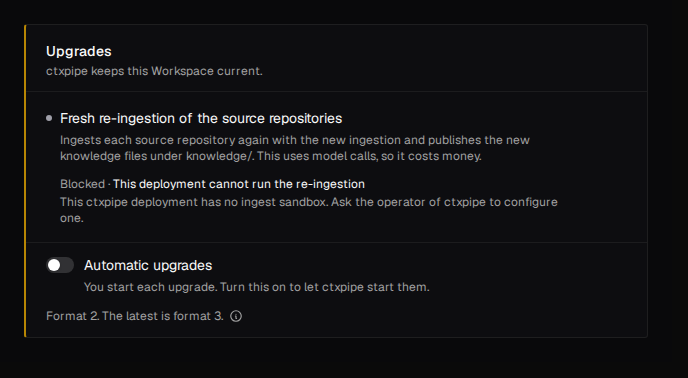 Upgrades
ctxpipe keeps this Workspace current.
Fresh re-ingestion of the source repositories
Ingests each source repository again with the new ingestion and publishes the new
knowledge files under knowledge/. This uses model calls, so it costs money.
Blocked · This deployment cannot run the re-ingestion
This ctxpipe deployment has no ingest sandbox. Ask the operator of ctxpipe to configure
one.
Automatic upgrades
You start each upgrade. Turn this on to let ctxpipe start them.
Format 2. The latest is format 3.